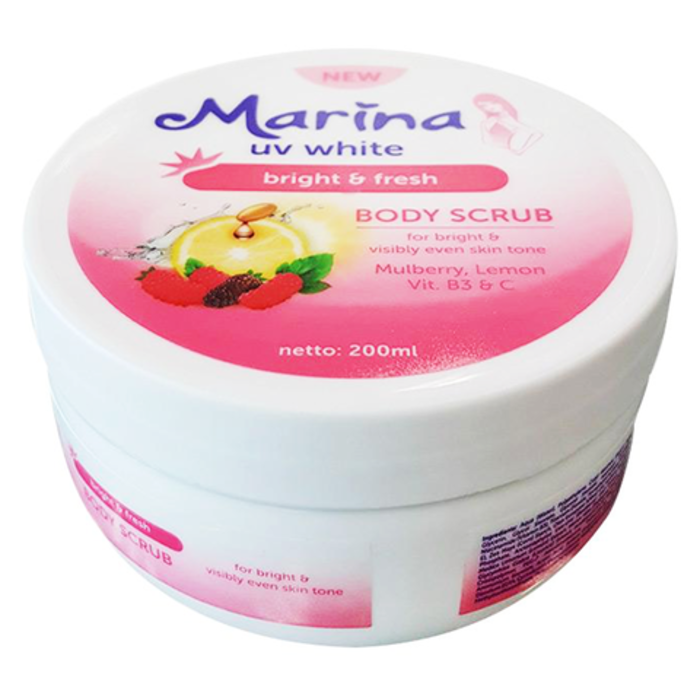 NEW
Marina
uv white
bright & fresh
BODY SCRUB
for bright &
visibly even skin tone
Mulberry, Lemon
Vit. B3 & C
netto: 200ml
bright & fresh
BODY SCRUB
for bright &
visibly even skin tone